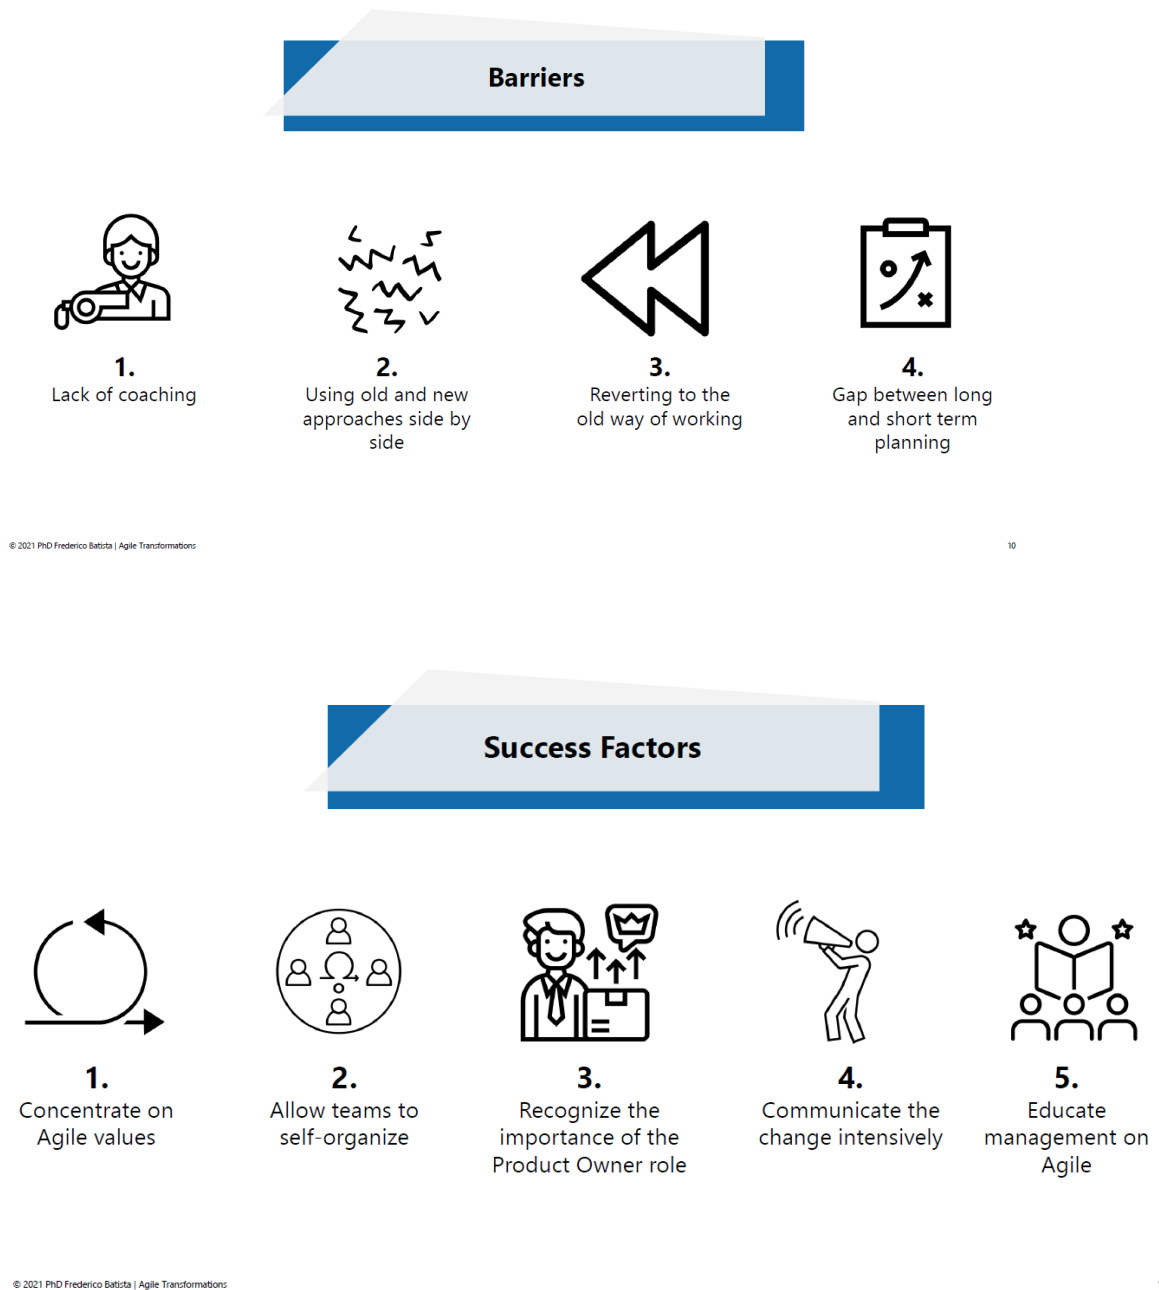 Barriers
1.
Lack of coaching
2.
Using old and new
approaches side by
side
3.
Reverting to the
old way of working
4.
Gap between long
and short term
planning
© 2021 PhD Frederico Batista | Agile Transformations
10
Success Factors
1.
Concentrate on
Agile values
2.
Allow teams to
self-organize
3.
Recognize the
importance of the
Product Owner role
4.
Communicate the
change intensively
5.
Educate
management on
Agile
© 2021 PhD Frederico Batista | Agile Transformations